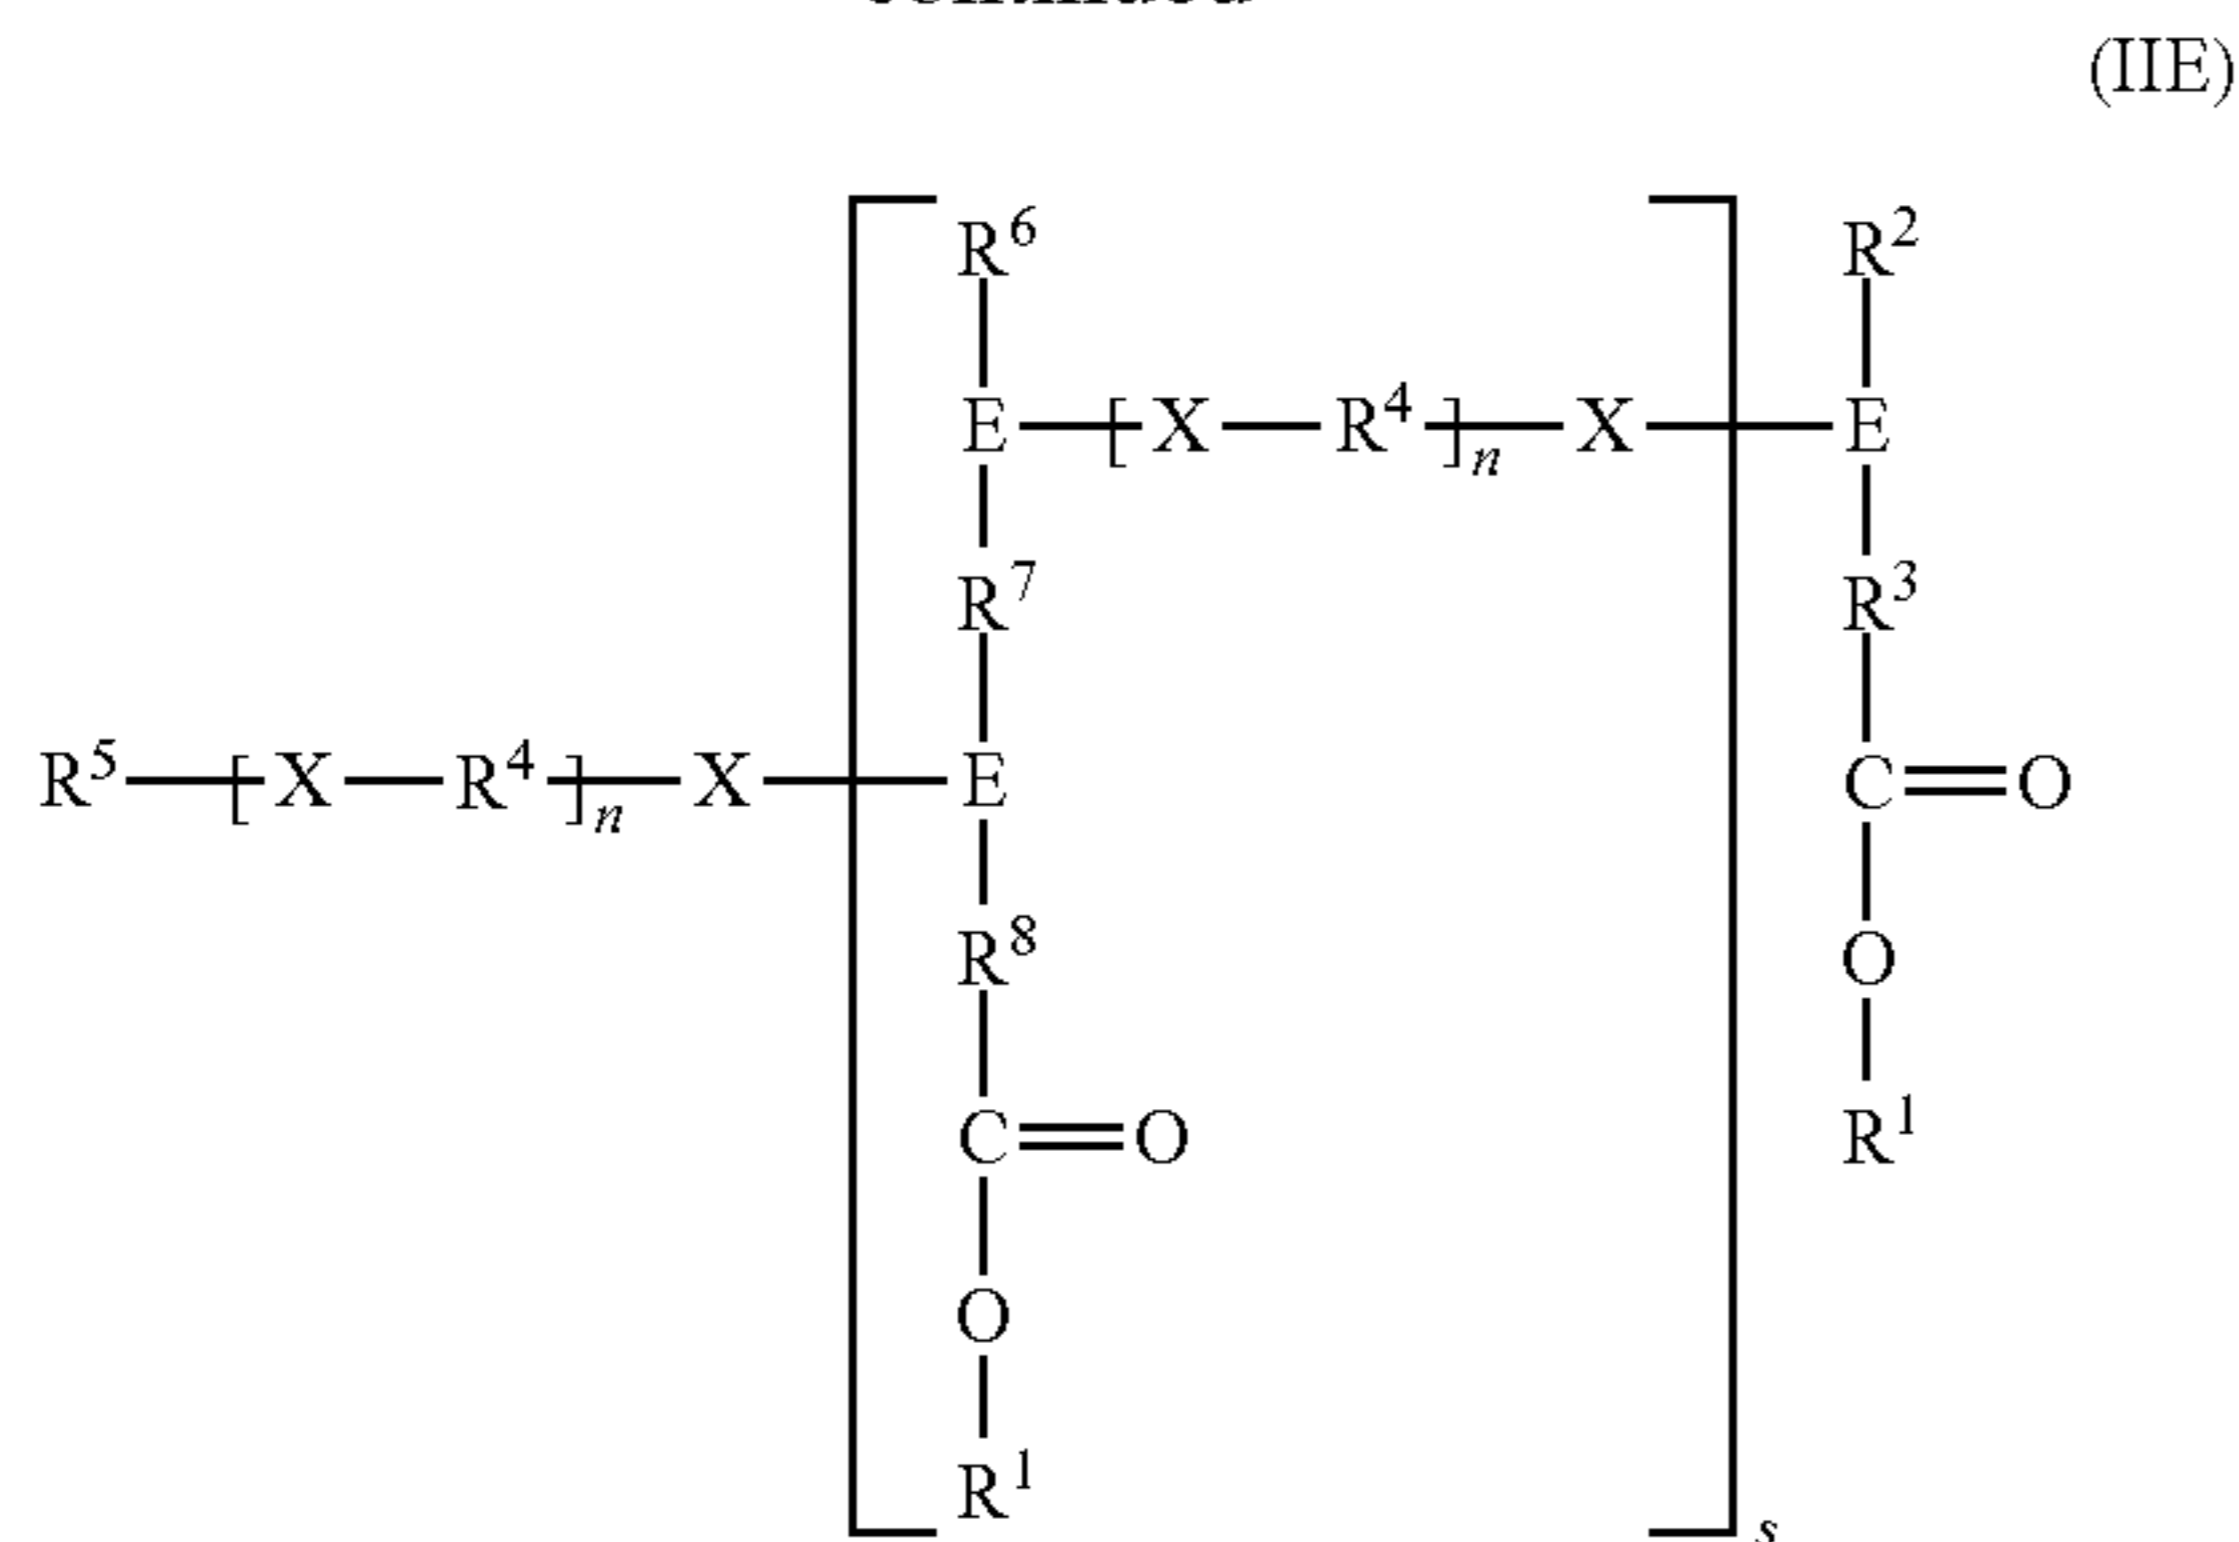 (IIE)
R⁶ R²
E [ X R⁴ ]n X E
R⁷ R³
R⁵ [ X R⁴ ]n X E C O
R⁸ O
C O R¹
O
R¹
s